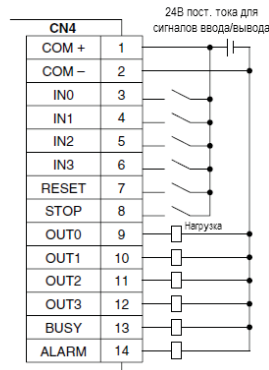 24В пост. тока для
сигналов ввода/вывода
CN4
COM + 1
COM – 2
IN0 3
IN1 4
IN2 5
IN3 6
RESET 7
STOP 8
OUT0 9
Нагрузка
OUT1 10
OUT2 11
OUT3 12
BUSY 13
ALARM 14